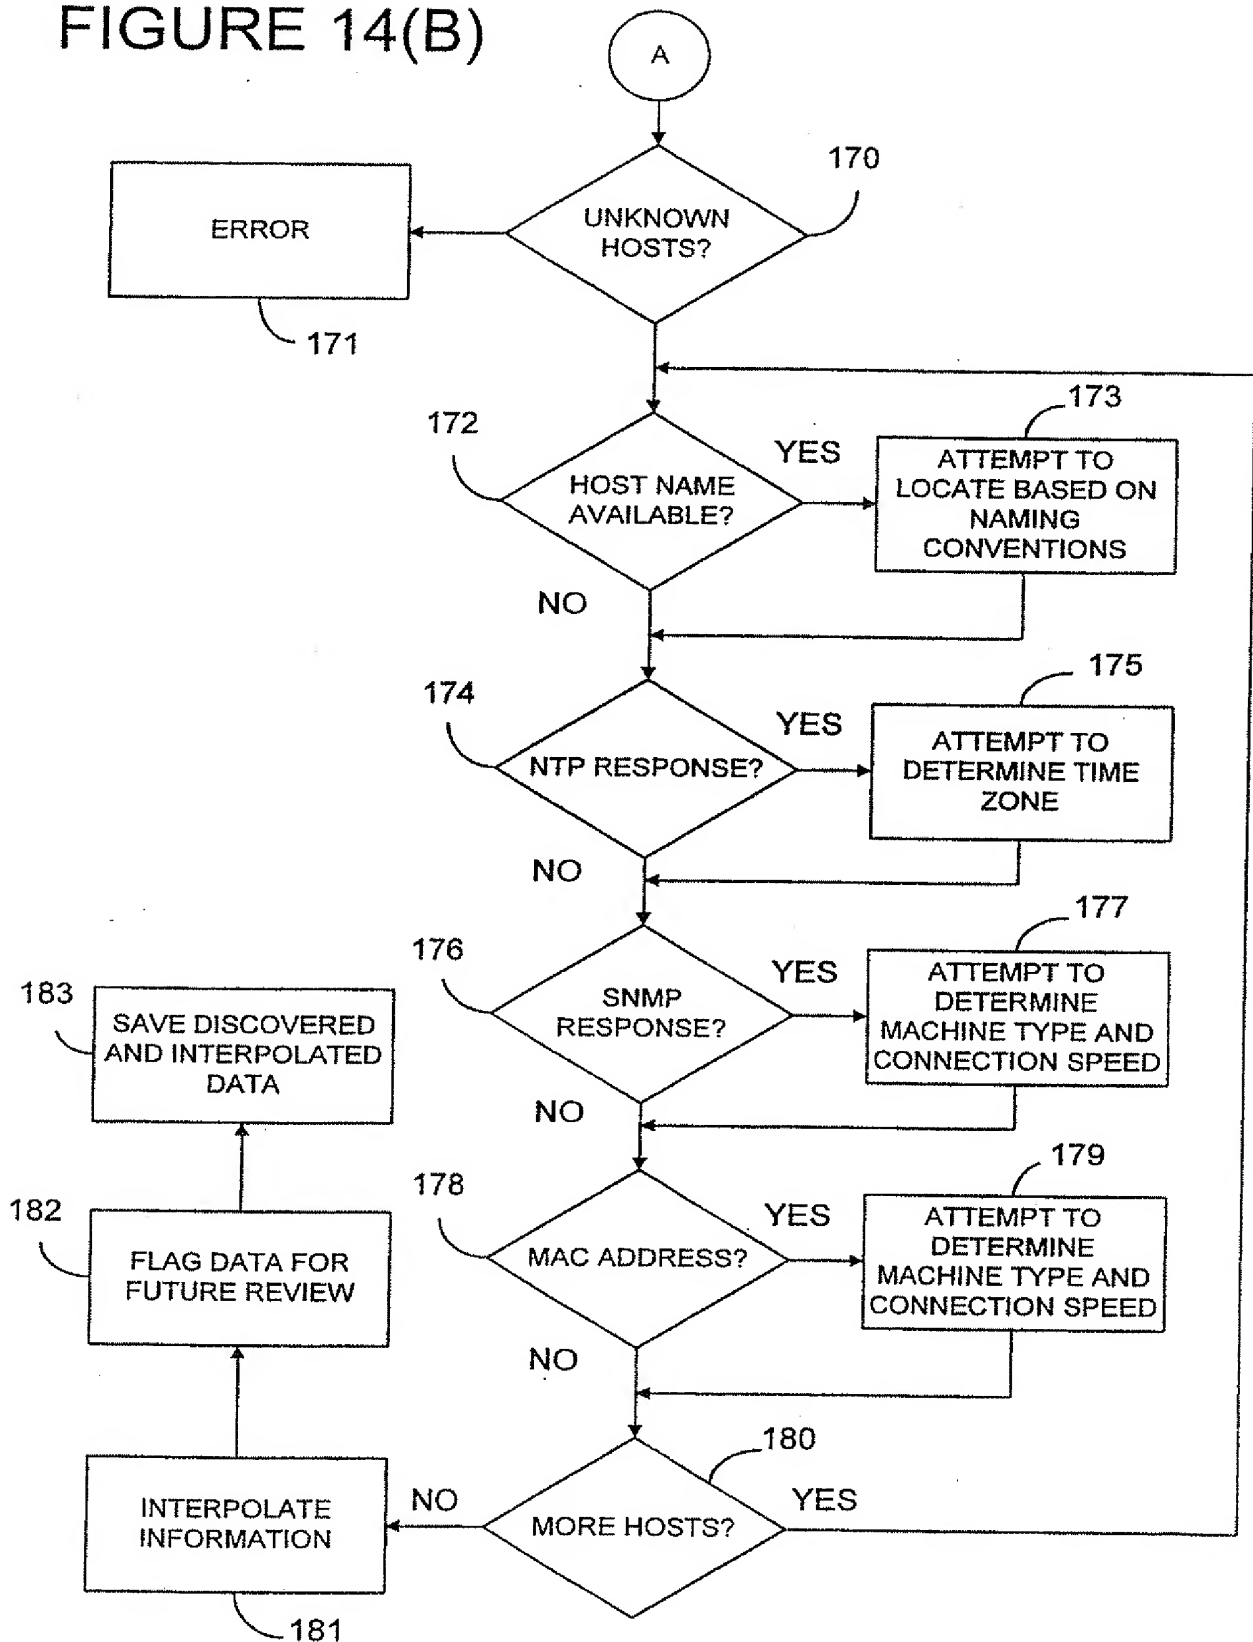 FIGURE 14(B)
A
170
UNKNOWN
HOSTS?
ERROR
171
172
HOST NAME
AVAILABLE?
YES
173
ATTEMPT TO
LOCATE BASED ON
NAMING
CONVENTIONS
NO
174
NTP RESPONSE?
YES
175
ATTEMPT TO
DETERMINE TIME
ZONE
NO
176
SNMP
RESPONSE?
YES
177
ATTEMPT TO
DETERMINE
MACHINE TYPE AND
CONNECTION SPEED
NO
178
MAC ADDRESS?
YES
179
ATTEMPT TO
DETERMINE
MACHINE TYPE AND
CONNECTION SPEED
NO
180
MORE HOSTS?
YES
NO
INTERPOLATE
INFORMATION
181
182
FLAG DATA FOR
FUTURE REVIEW
183
SAVE DISCOVERED
AND INTERPOLATED
DATA